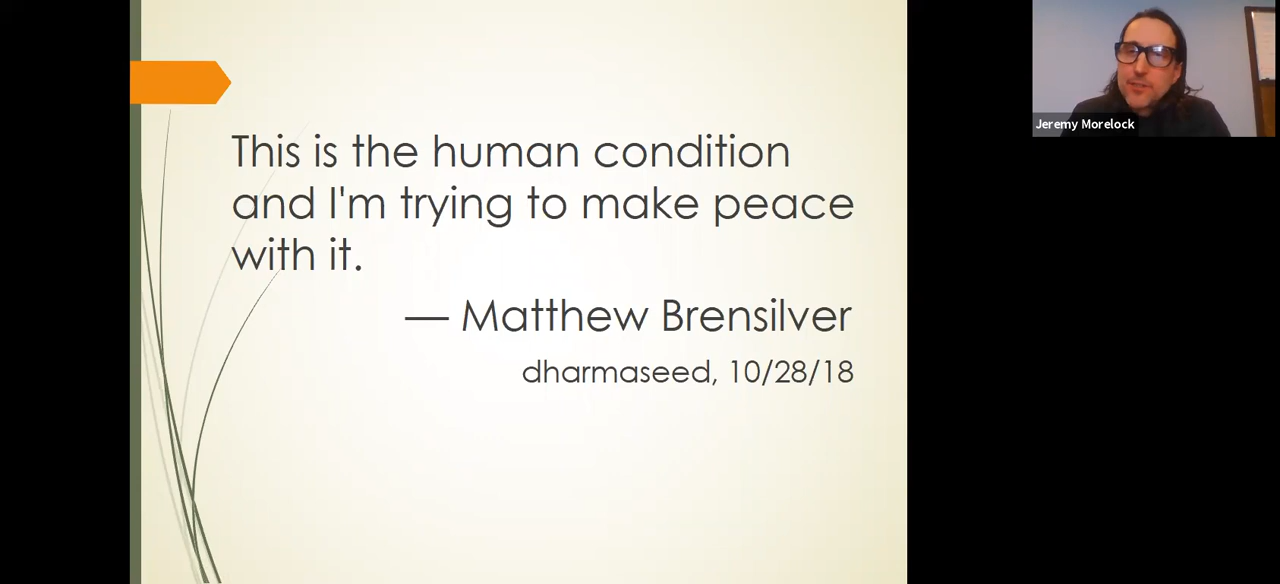 This is the human condition
and I'm trying to make peace
with it.
— Matthew Brensilver
dharmaseed, 10/28/18
Jeremy Morelock